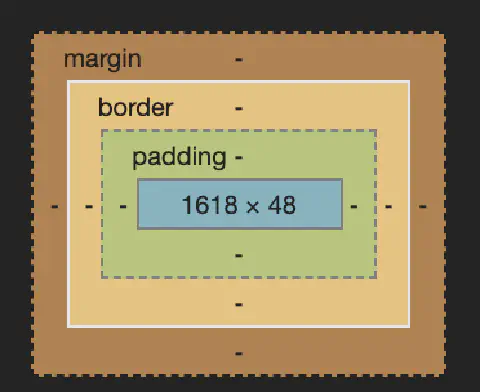 margin -
border -
padding -
- - - 1618 × 48 - - -
-
-
-